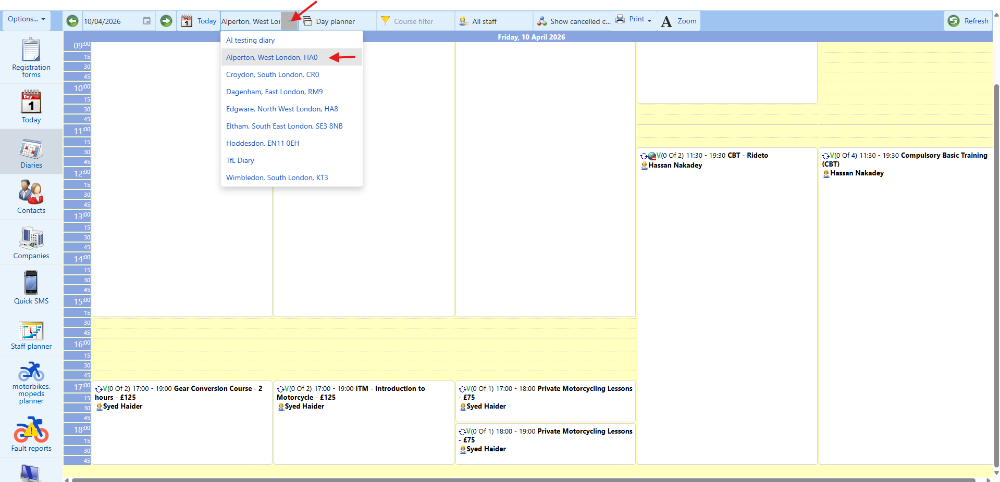 Options...
10/04/2026
Day 1
Today
Alperton, West Lor
Day planner
Course filter
All staff
Show cancelled c...
Print
A Zoom
Refresh
Friday, 10 April 2026
Registration
forms
Day
1
Today
Diaries
Contacts
Companies
Quick SMS
Staff planner
motorbikes,
mopeds
planner
Fault reports
AI testing diary
Alperton, West London, HA0
Croydon, South London, CR0
Dagenham, East London, RM9
Edgware, North West London, HA8
Eltham, South East London, SE3 8NB
Hoddesdon, EN11 0EH
TfL Diary
Wimbledon, South London, KT3
09:00
15
30
45
10:00
15
30
45
11:00
15
30
45
12:00
15
30
45
13:00
15
30
45
14:00
15
30
45
15:00
15
30
45
16:00
15
30
45
17:00
15
30
45
18:00
15
30
45
V(0 Of 2) 11:30 - 19:30 CBT - Rideto
Hassan Nakadey
V(0 Of 4) 11:30 - 19:30 Compulsory Basic Training
(CBT)
Hassan Nakadey
V(0 Of 2) 17:00 - 19:00 Gear Conversion Course - 2
hours - £125
Syed Haider
V(0 Of 2) 17:00 - 19:00 ITM - Introduction to
Motorcycle - £125
Syed Haider
V(0 Of 1) 17:00 - 18:00 Private Motorcycling Lessons
- £75
Syed Haider
V(0 Of 1) 18:00 - 19:00 Private Motorcycling Lessons
- £75
Syed Haider